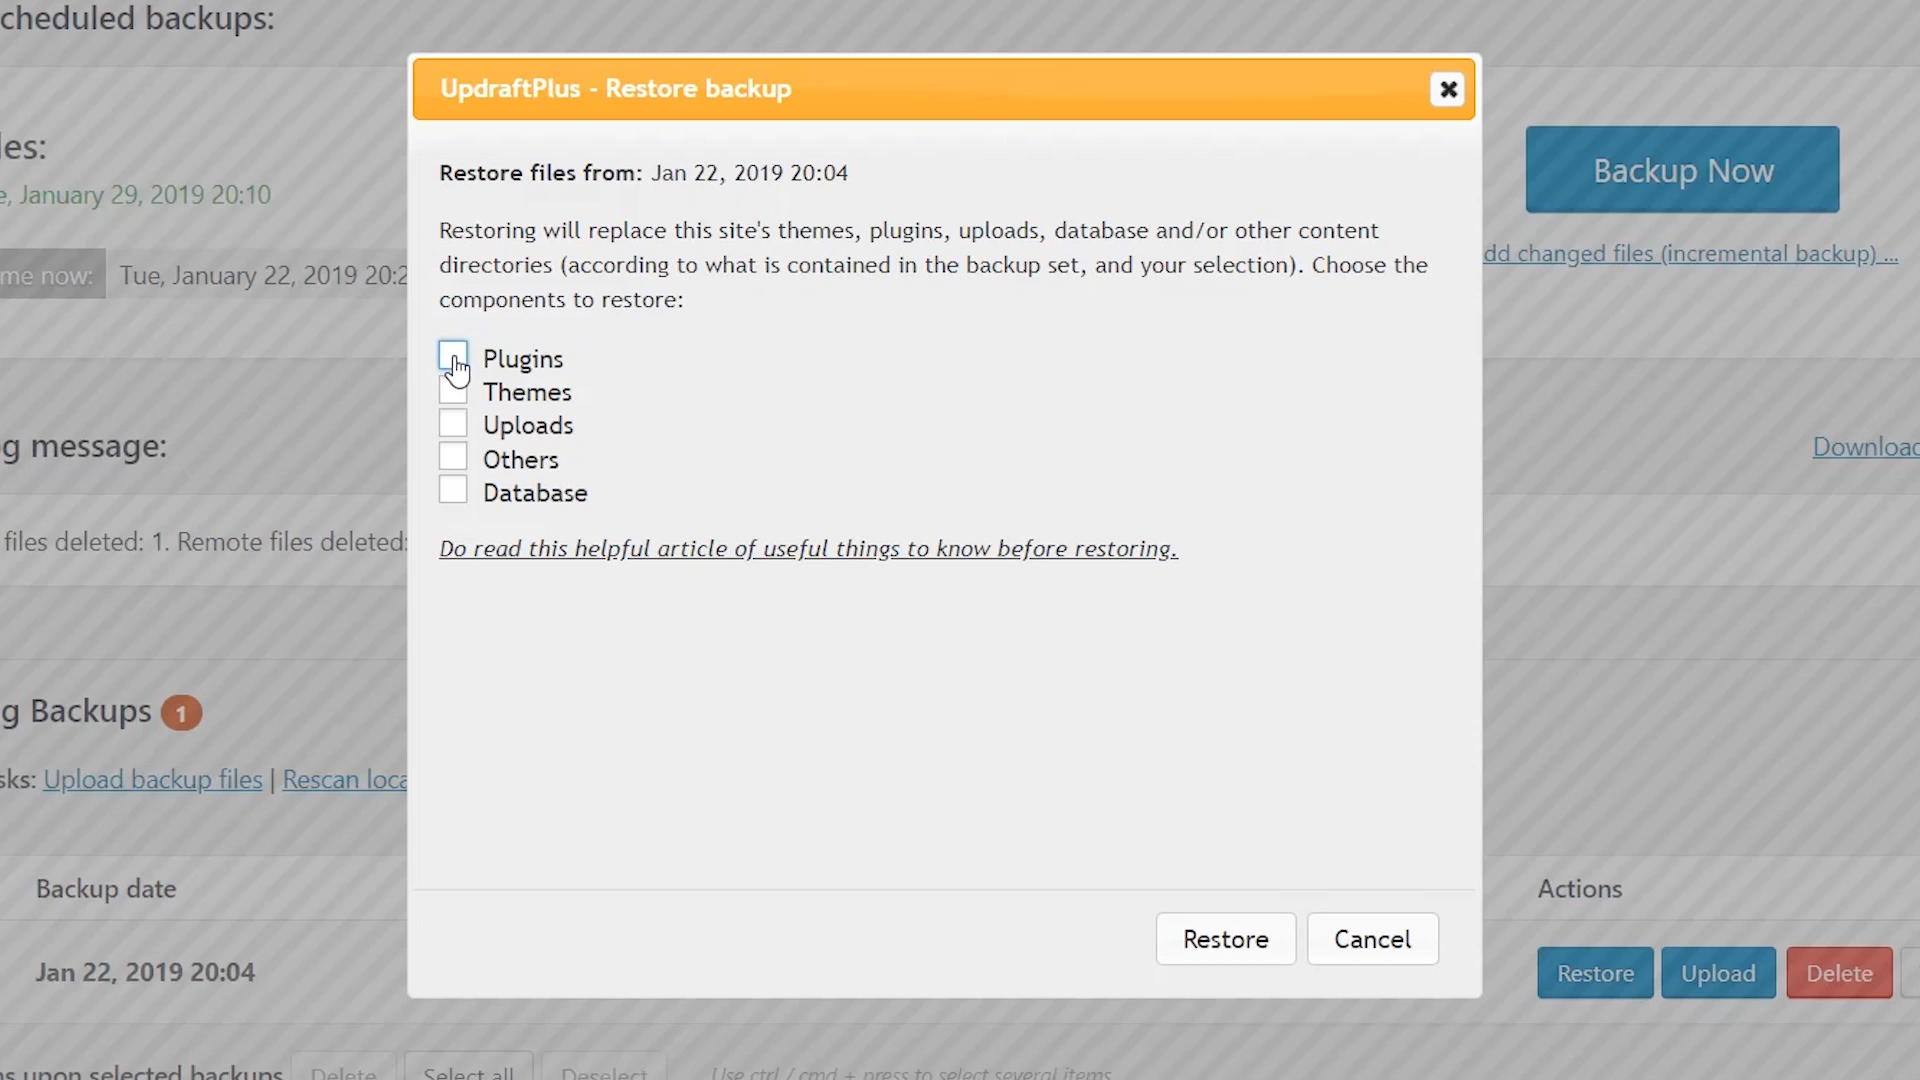 cheduled backups:
UpdraftPlus - Restore backup
Restore files from: Jan 22, 2019 20:04
les:
e, January 29, 2019 20:10
Backup Now
Restoring will replace this site's themes, plugins, uploads, database and/or other content
directories (according to what is contained in the backup set, and your selection). Choose the
components to restore:
dd changed files (incremental backup) ...
me now: Tue, January 22, 2019 20:2
Plugins
Themes
Uploads
Others
Database
g message:
Download
files deleted: 1. Remote files deleted:
Do read this helpful article of useful things to know before restoring.
g Backups 1
sks: Upload backup files | Rescan loca
Backup date
Actions
Restore Cancel
Jan 22, 2019 20:04
Restore Upload Delete
ns upon selected backups Delete Select all Deselect Use ctrl / cmd + press to select several items